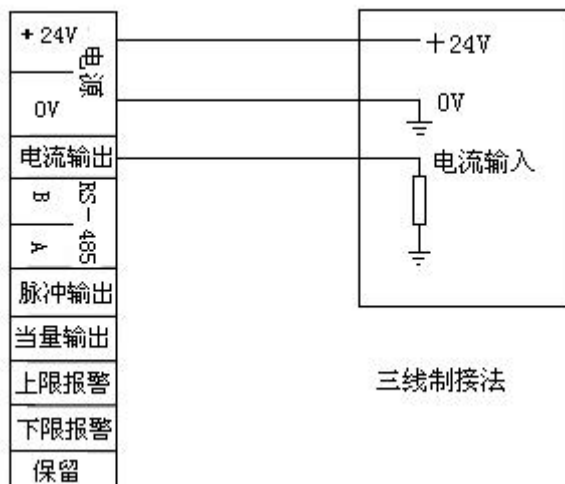 +24V
电源
0V
电流输出
RS-485
B
A
脉冲输出
当量输出
上限报警
下限报警
保留
+24V
0V
电流输入
三线制接法